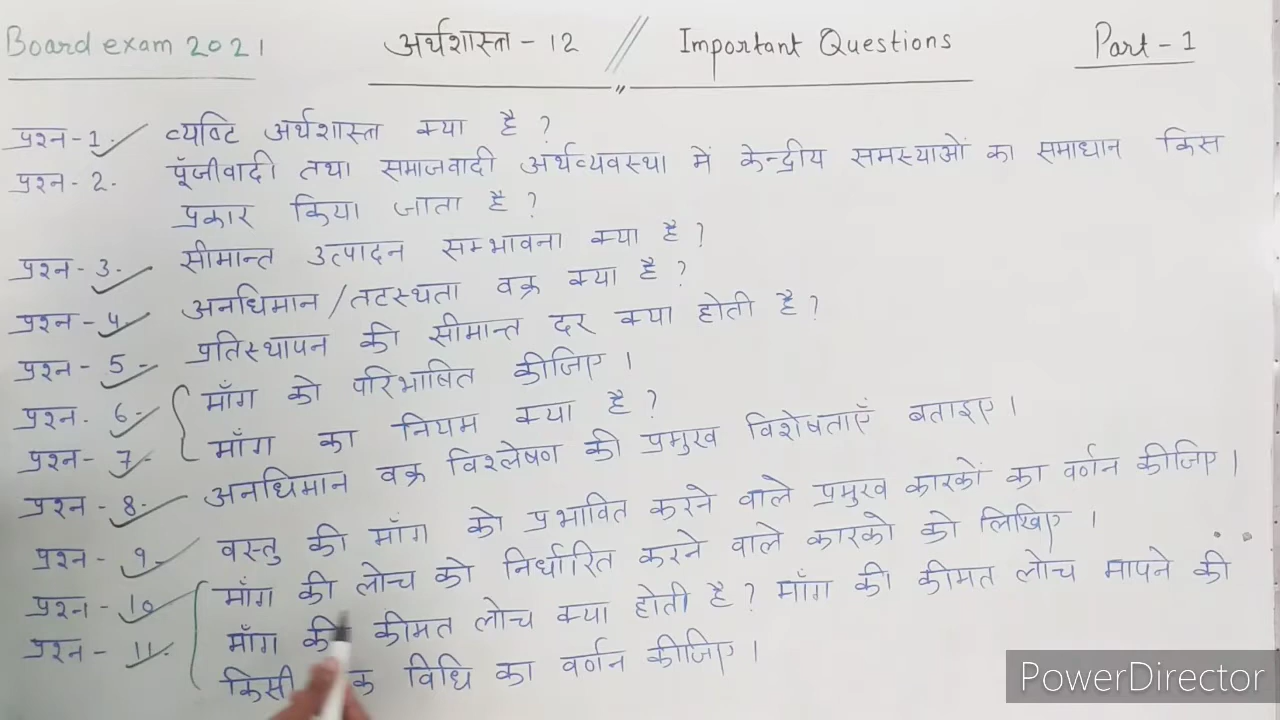 Board exam 2021 अर्थशास्त्र - 12 // Important Questions Part - 1
प्रश्न - 1. व्यष्टि अर्थशास्त्र क्या है ?
प्रश्न - 2. पूँजीवादी तथा समाजवादी अर्थव्यवस्था में केन्द्रीय समस्याओं का समाधान किस
प्रकार किया जाता है ?
प्रश्न - 3. सीमान्त उत्पादन सम्भावना क्या है ?
प्रश्न - 4. अनधिमान / तटस्थता वक्र क्या है ?
प्रश्न - 5. प्रतिस्थापन की सीमान्त दर क्या होती है ?
प्रश्न. 6. माँग को परिभाषित कीजिए ।
प्रश्न - 7. माँग का नियम क्या है ?
प्रश्न - 8. अनधिमान वक्र विश्लेषण की प्रमुख विशेषताएँ बताइए ।
प्रश्न - 9. वस्तु की माँग को प्रभावित करने वाले प्रमुख कारकों का वर्णन कीजिए ।
प्रश्न - 10. माँग की लोच को निर्धारित करने वाले कारको को लिखिए ।
प्रश्न - 11. माँग की कीमत लोच क्या होती है ? माँग की कीमत लोच मापने की
किसी क विधि का वर्णन कीजिए ।
PowerDirector